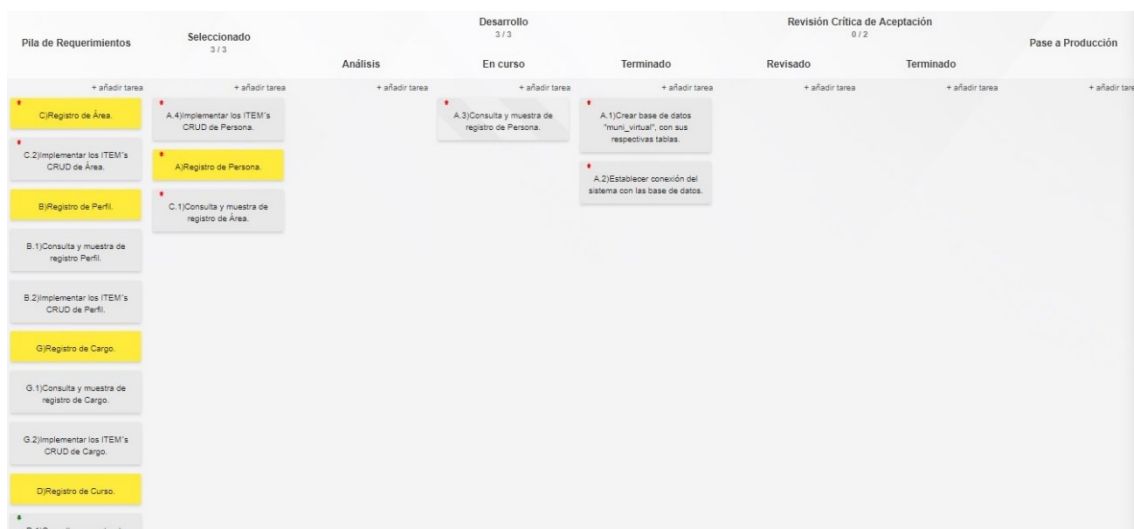 Pila de Requerimientos
Seleccionado
3 / 3
Desarrollo
3 / 3
Análisis
En curso
Terminado
Revisión Crítica de Aceptación
0 / 2
Revisado
Terminado
Pase a Producción
+ añadir tarea
+ añadir tarea
+ añadir tarea
+ añadir tarea
+ añadir tarea
+ añadir tarea
+ añadir tarea
+ añadir tare
C)Registro de Área.
C.2)Implementar los ITEM's
CRUD de Área.
B)Registro de Perfil.
B.1)Consulta y muestra de
registro Perfil.
B.2)Implementar los ITEM's
CRUD de Perfil.
G)Registro de Cargo.
G.1)Consulta y muestra de
registro de Cargo.
G.2)Implementar los ITEM's
CRUD de Cargo.
D)Registro de Curso.
A.4)Implementar los ITEM's
CRUD de Persona.
A)Registro de Persona.
C.1)Consulta y muestra de
registro de Área.
A.3)Consulta y muestra de
registro de Persona.
A.1)Crear base de datos
"muni_virtual", con sus
respectivas tablas.
A.2)Establecer conexión del
sistema con las base de datos.